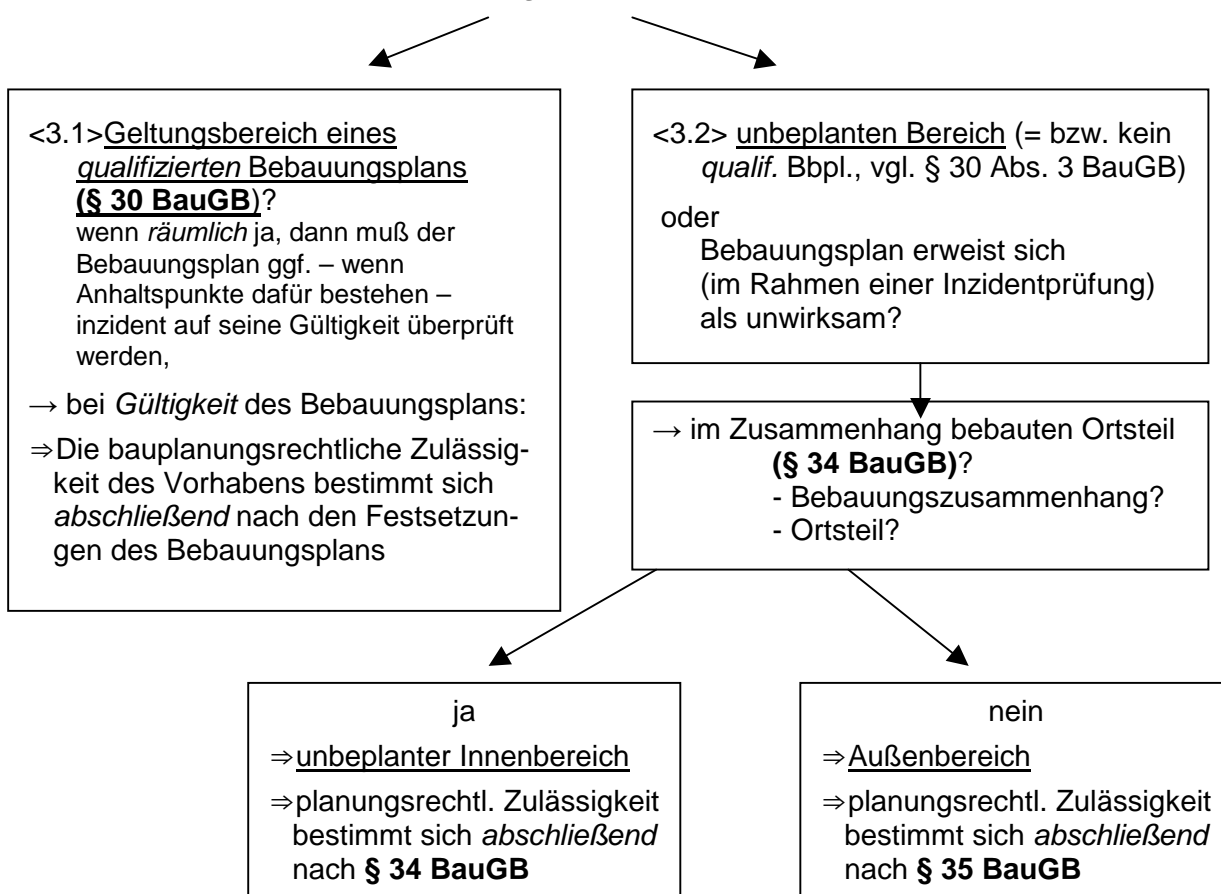 <3.1>Geltungsbereich eines
qualifizierten Bebauungsplans
(§ 30 BauGB)?
wenn räumlich ja, dann muß der
Bebauungsplan ggf. – wenn
Anhaltspunkte dafür bestehen –
inzident auf seine Gültigkeit überprüft
werden,
→ bei Gültigkeit des Bebauungsplans:
⇒Die bauplanungsrechtliche Zulässig-
keit des Vorhabens bestimmt sich
abschließend nach den Festsetzun-
gen des Bebauungsplans
<3.2> unbeplanten Bereich (= bzw. kein
qualif. Bbpl., vgl. § 30 Abs. 3 BauGB)
oder
Bebauungsplan erweist sich
(im Rahmen einer Inzidentprüfung)
als unwirksam?
→ im Zusammenhang bebauten Ortsteil
(§ 34 BauGB)?
- Bebauungszusammenhang?
- Ortsteil?
ja
⇒unbeplanter Innenbereich
⇒planungsrechtl. Zulässigkeit
bestimmt sich abschließend
nach § 34 BauGB
nein
⇒Außenbereich
⇒planungsrechtl. Zulässigkeit
bestimmt sich abschließend
nach § 35 BauGB